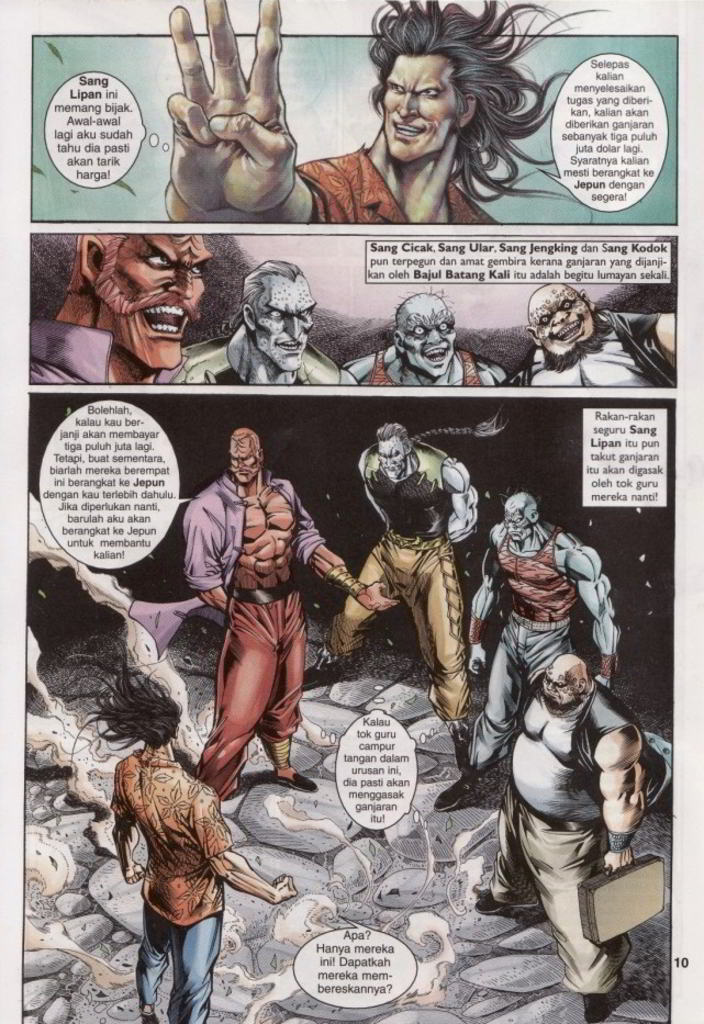 Sang
Lipan ini
memang bijak.
Awal-awal
lagi aku sudah
tahu dia pasti
akan tarik
harga!
Selepas
kalian
menyelesaikan
tugas yang diberi-
kan, kalian akan
diberikan ganjaran
sebanyak tiga puluh
juta dolar lagi.
Syaratnya kalian
mesti berangkat ke
Jepun dengan
segera!
Sang Cicak, Sang Ular, Sang Jengking dan Sang Kodok
pun terpegun dan amat gembira kerana ganjaran yang dijanji-
kan oleh Bajul Batang Kali itu adalah begitu lumayan sekali.
Bolehlah,
kalau kau ber-
janji akan membayar
tiga puluh juta lagi.
Tetapi, buat sementara,
biarlah mereka berempat
ini berangkat ke Jepun
dengan kau terlebih dahulu.
Jika diperlukan nanti,
barulah aku akan
berangkat ke Jepun
untuk membantu
kalian!
Rakan-rakan
seguru Sang
Lipan itu pun
takut ganjaran
itu akan digasak
oleh tok guru
mereka nanti!
Kalau
tok guru
campur
tangan dalam
urusan ini,
dia pasti akan
menggasak
ganjaran
itu!
Apa?
Hanya mereka
ini! Dapatkah
mereka mem-
bereskannya?
10